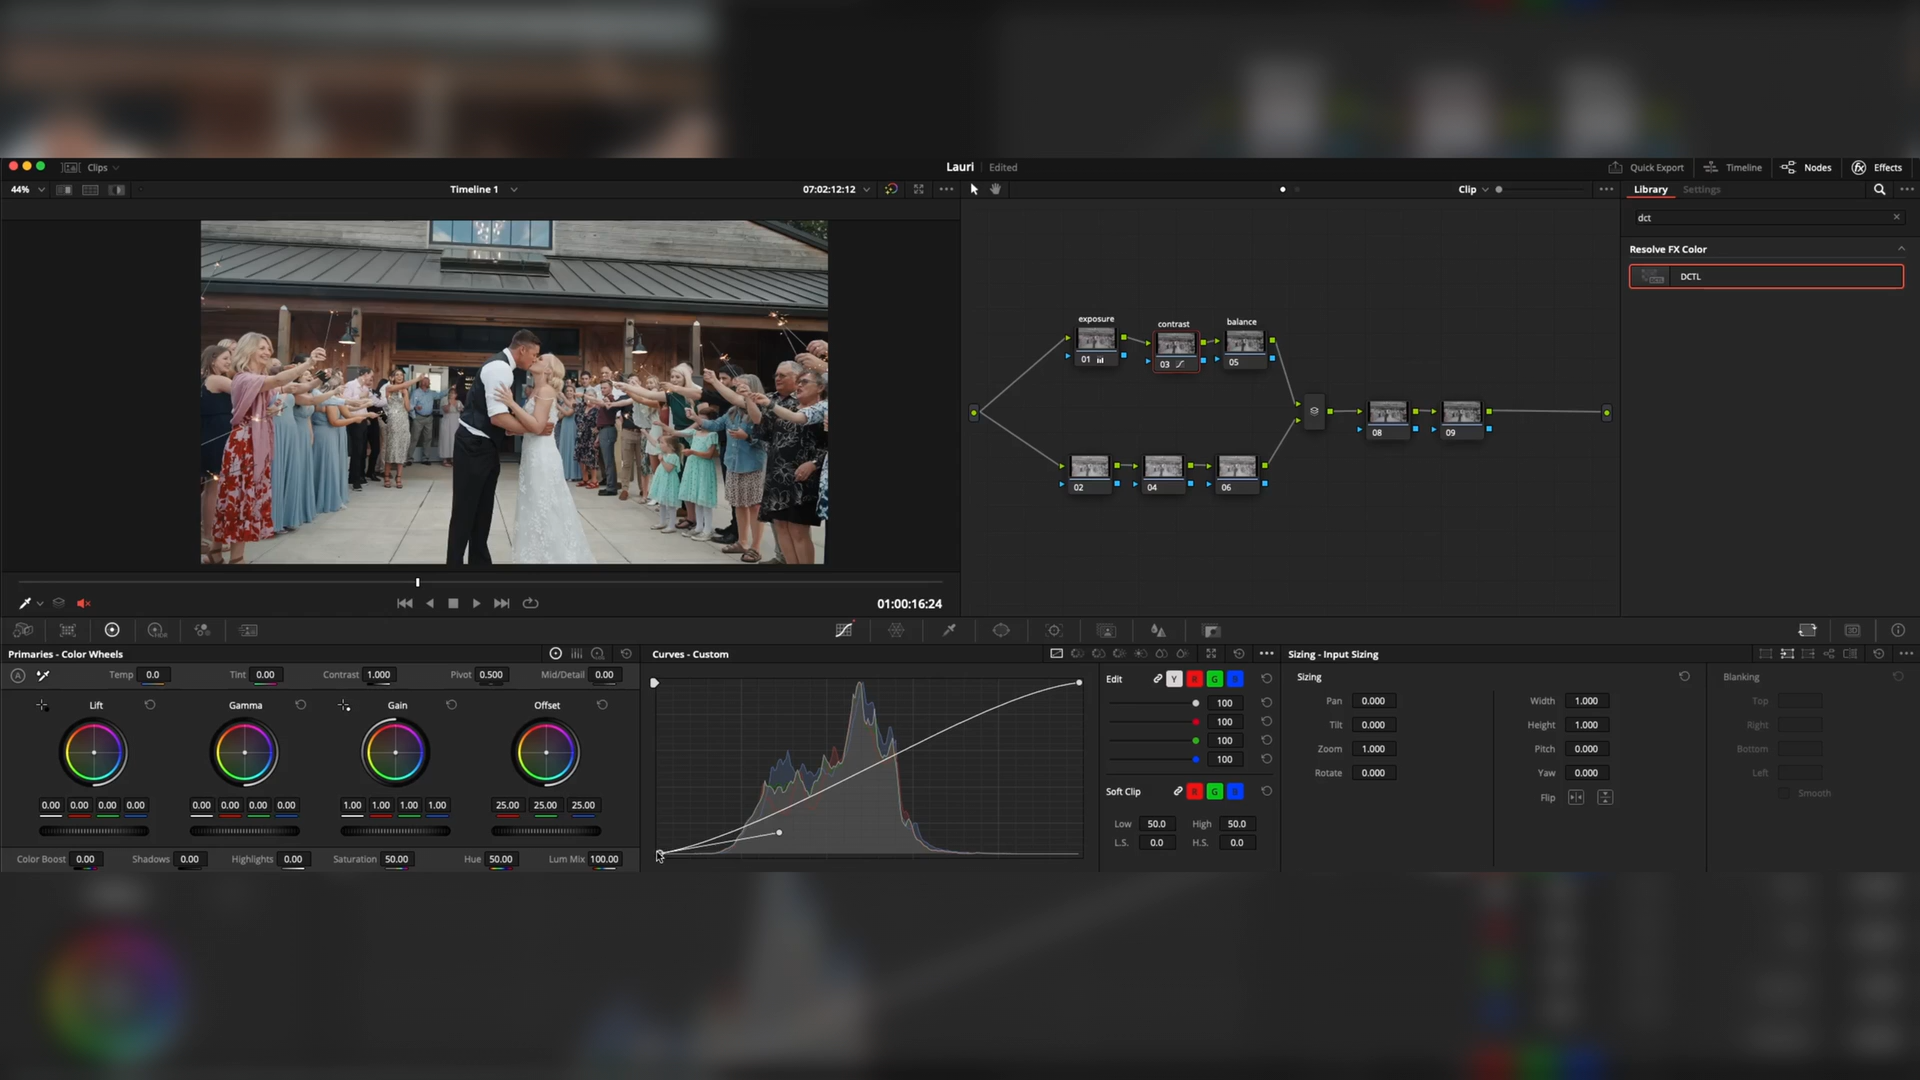 Clips
Lauri Edited
Quick Export Timeline Nodes Effects
44% Timeline 1 07:02:12:12
Clip
Library Settings
dct
Resolve FX Color
DCTL
exposure contrast balance
01 03 05
08 09
02 04 06
01:00:16:24
Primaries - Color Wheels
Temp 0.0 Tint 0.00 Contrast 1.000 Pivot 0.500 Mid/Detail 0.00
Lift Gamma Gain Offset
0.00 0.00 0.00 0.00 0.00 0.00 0.00 0.00 1.00 1.00 1.00 1.00 25.00 25.00 25.00
Color Boost 0.00 Shadows 0.00 Highlights 0.00 Saturation 50.00 Hue 50.00 Lum Mix 100.00
Curves - Custom
Edit Y R G B
100
100
100
100
Soft Clip R G B
Low 50.0 High 50.0
L.S. 0.0 H.S. 0.0
Sizing - Input Sizing
Sizing
Pan 0.000 Width 1.000
Tilt 0.000 Height 1.000
Zoom 1.000 Pitch 0.000
Rotate 0.000 Yaw 0.000
Flip
Blanking
Top
Right
Bottom
Left
Smooth